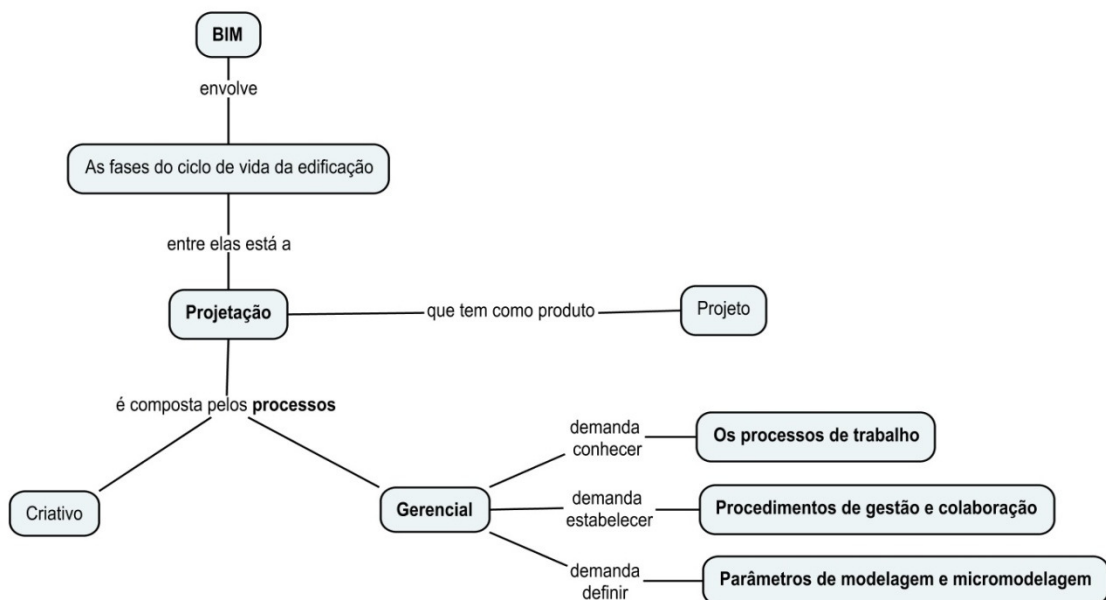 BIM
envolve
As fases do ciclo de vida da edificação
entre elas está a
Projetação
que tem como produto
Projeto
é composta pelos processos
Criativo
Gerencial
demanda
conhecer
Os processos de trabalho
demanda
estabelecer
Procedimentos de gestão e colaboração
demanda
definir
Parâmetros de modelagem e micromodelagem